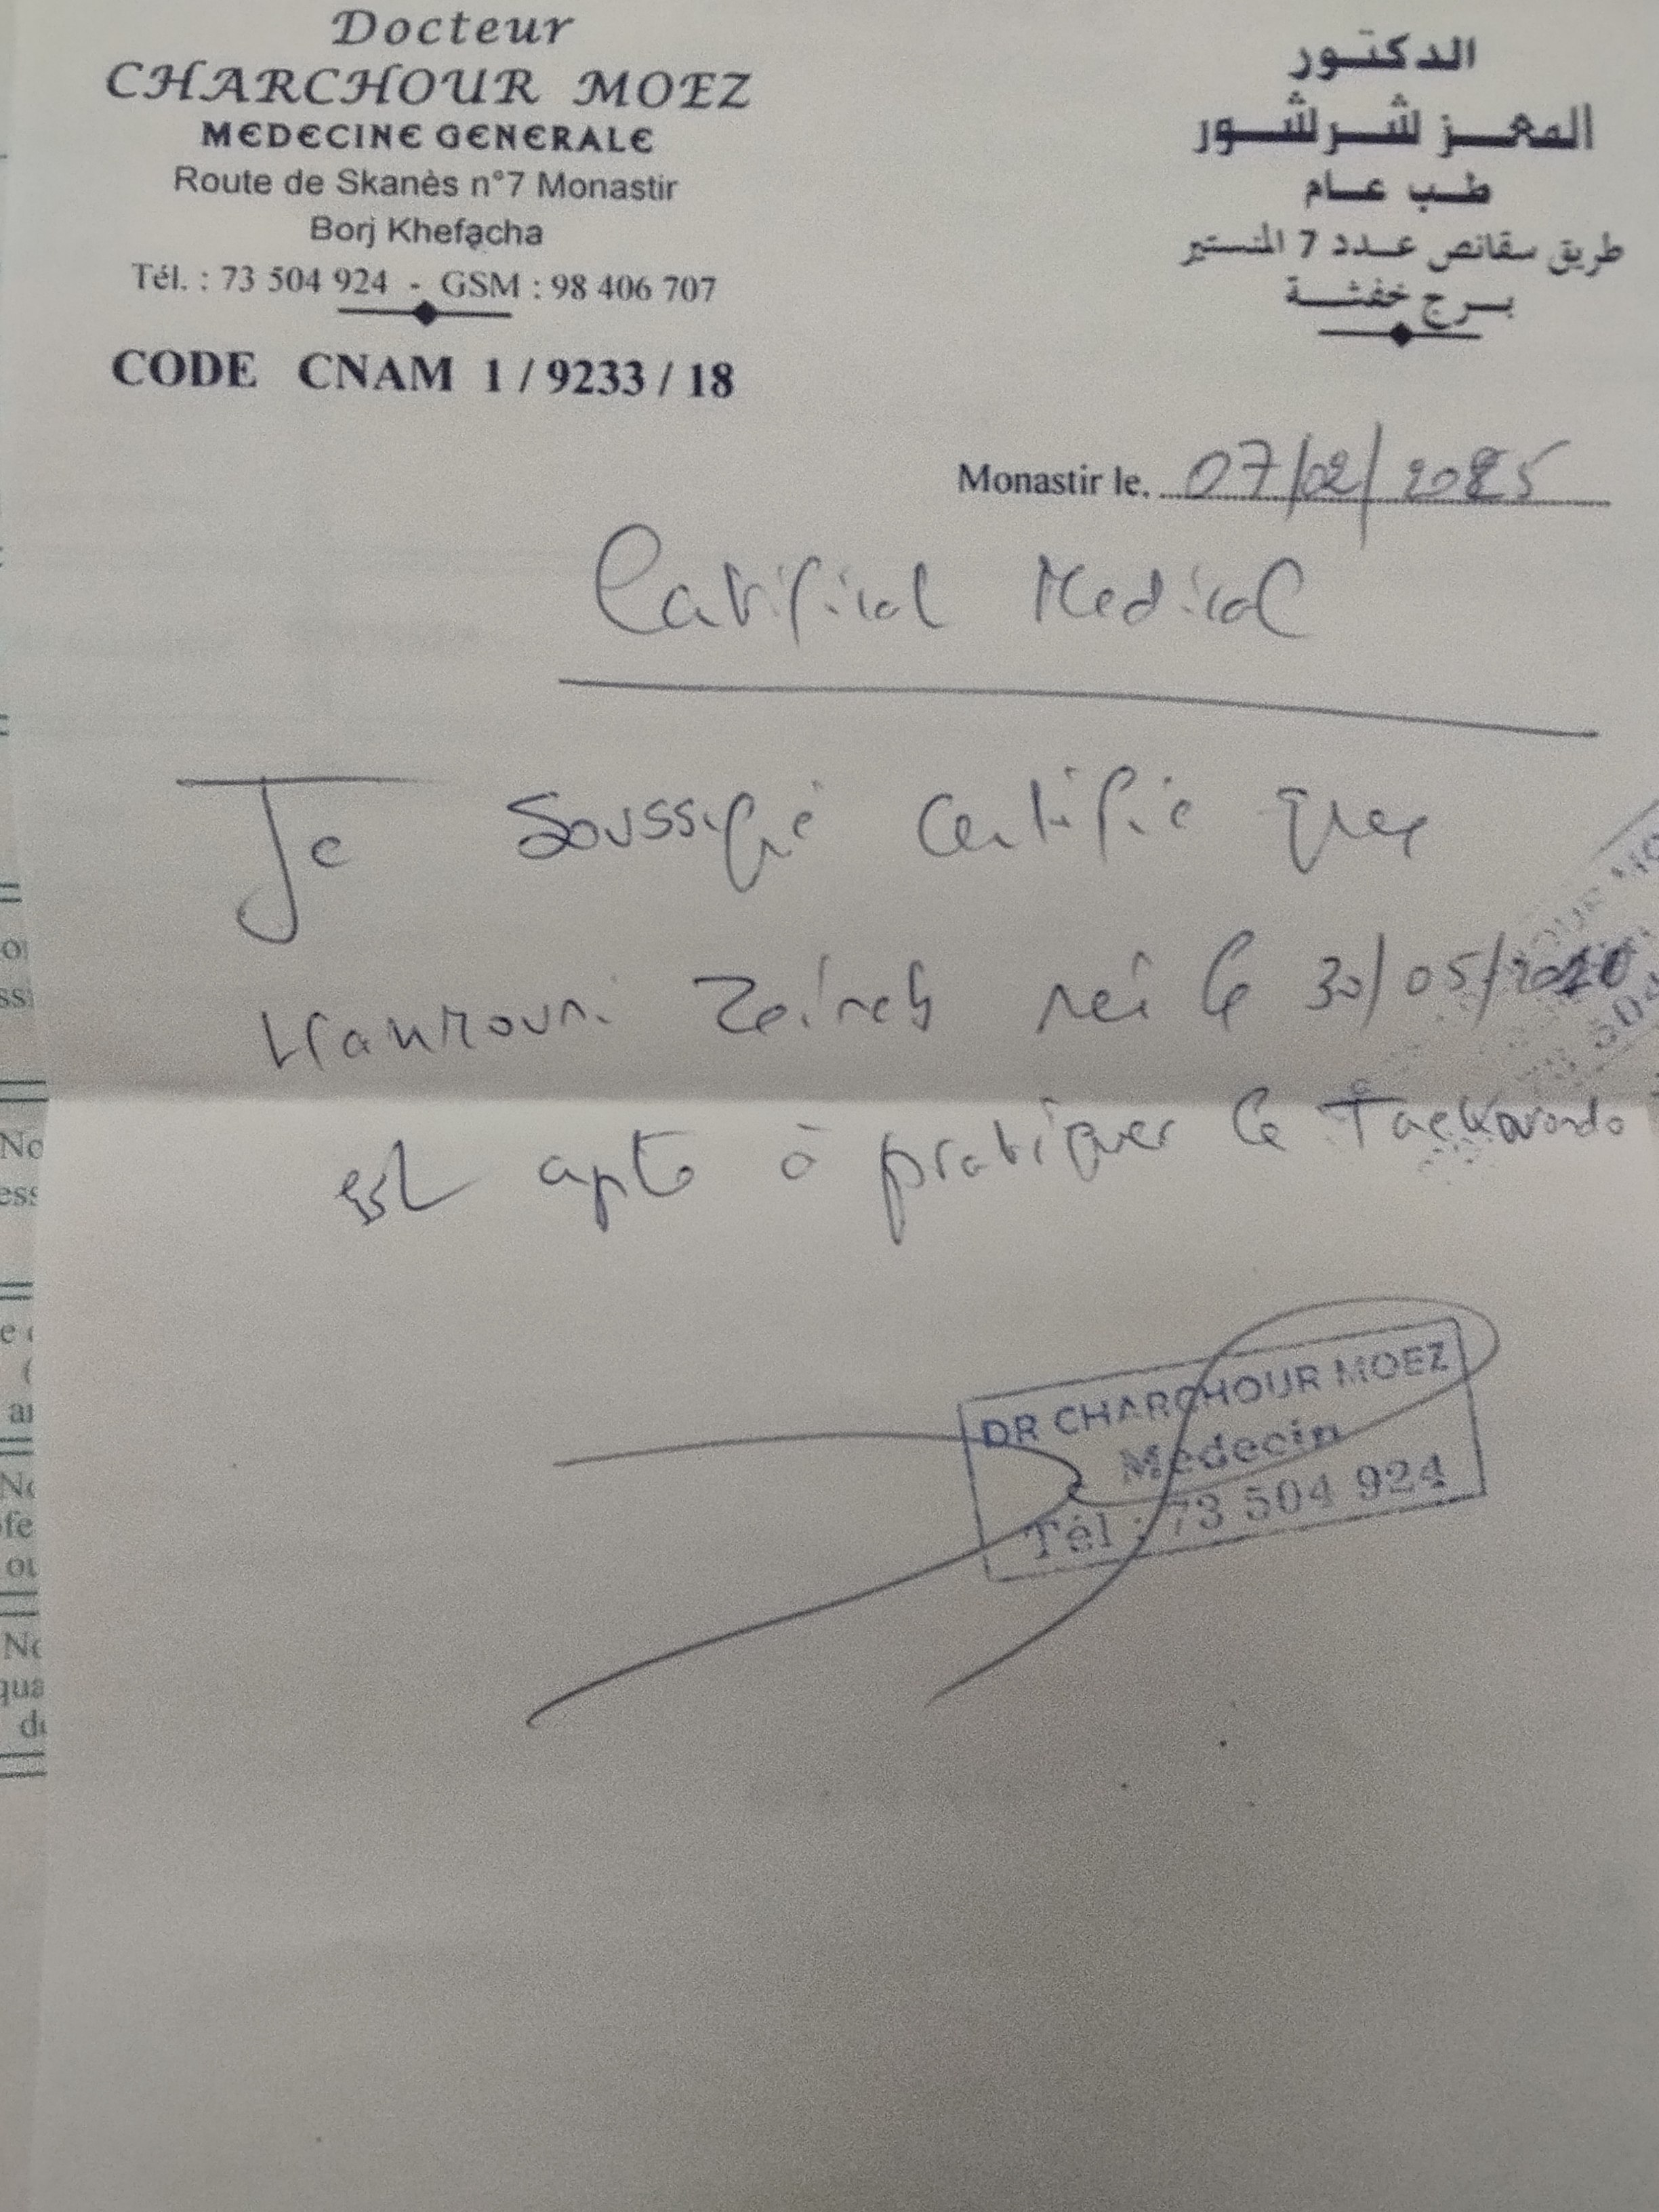 Docteur
CHARCHOUR MOEZ
MEDECINE GENERALE
Route de Skanès n°7 Monastir
Borj Khefacha
Tél. : 73 504 924 - GSM : 98 406 707
CODE CNAM 1 / 9233 / 18
الدكتور
المعز شرشور
طب عام
طريق سقانص عدد 7 المنستير
برج خفشة
Monastir le, 07/02/2025
Certificat Medical
Je soussigné certifie que
Zeineb né le 30/05/
est apte à pratiquer le Taekwondo
DR CHARCHOUR MOEZ
Médecin
Tél : 73 504 924